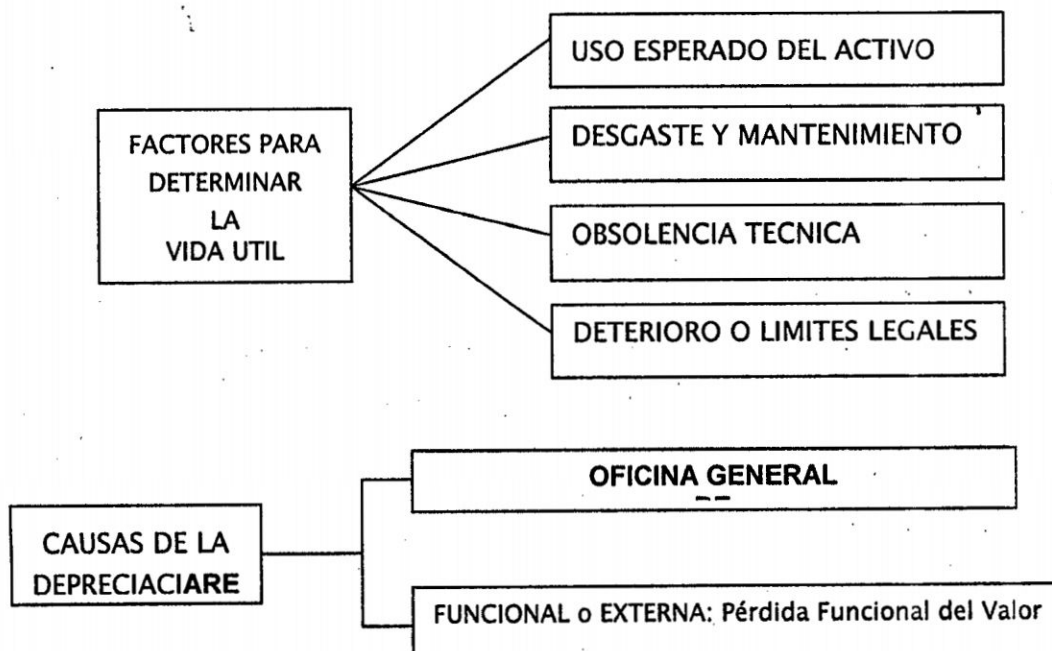 FACTORES PARA
DETERMINAR
LA
VIDA UTIL
USO ESPERADO DEL ACTIVO
DESGASTE Y MANTENIMIENTO
OBSOLENCIA TECNICA
DETERIORO O LIMITES LEGALES
CAUSAS DE LA
DEPRECIACIARE
OFICINA GENERAL
FUNCIONAL o EXTERNA: Pérdida Funcional del Valor